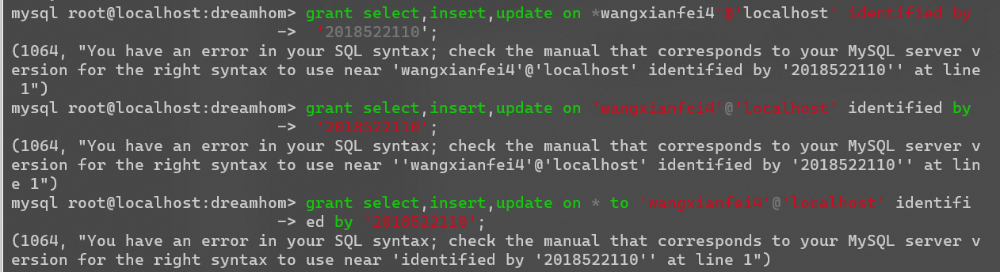 mysql root@localhost:dreamhom> grant select,insert,update on *wangxianfei4'@'localhost' identified by
-> '2018522110';
(1064, "You have an error in your SQL syntax; check the manual that corresponds to your MySQL server v
ersion for the right syntax to use near 'wangxianfei4'@'localhost' identified by '2018522110'' at line
1")
mysql root@localhost:dreamhom> grant select,insert,update on 'wangxianfei4'@'localhost' identified by
-> '2018522110';
(1064, "You have an error in your SQL syntax; check the manual that corresponds to your MySQL server v
ersion for the right syntax to use near ''wangxianfei4'@'localhost' identified by '2018522110'' at lin
e 1")
mysql root@localhost:dreamhom> grant select,insert,update on * to 'wangxianfei4'@'localhost' identifi
-> ed by '2018522110';
(1064, "You have an error in your SQL syntax; check the manual that corresponds to your MySQL server v
ersion for the right syntax to use near 'identified by '2018522110'' at line 1")